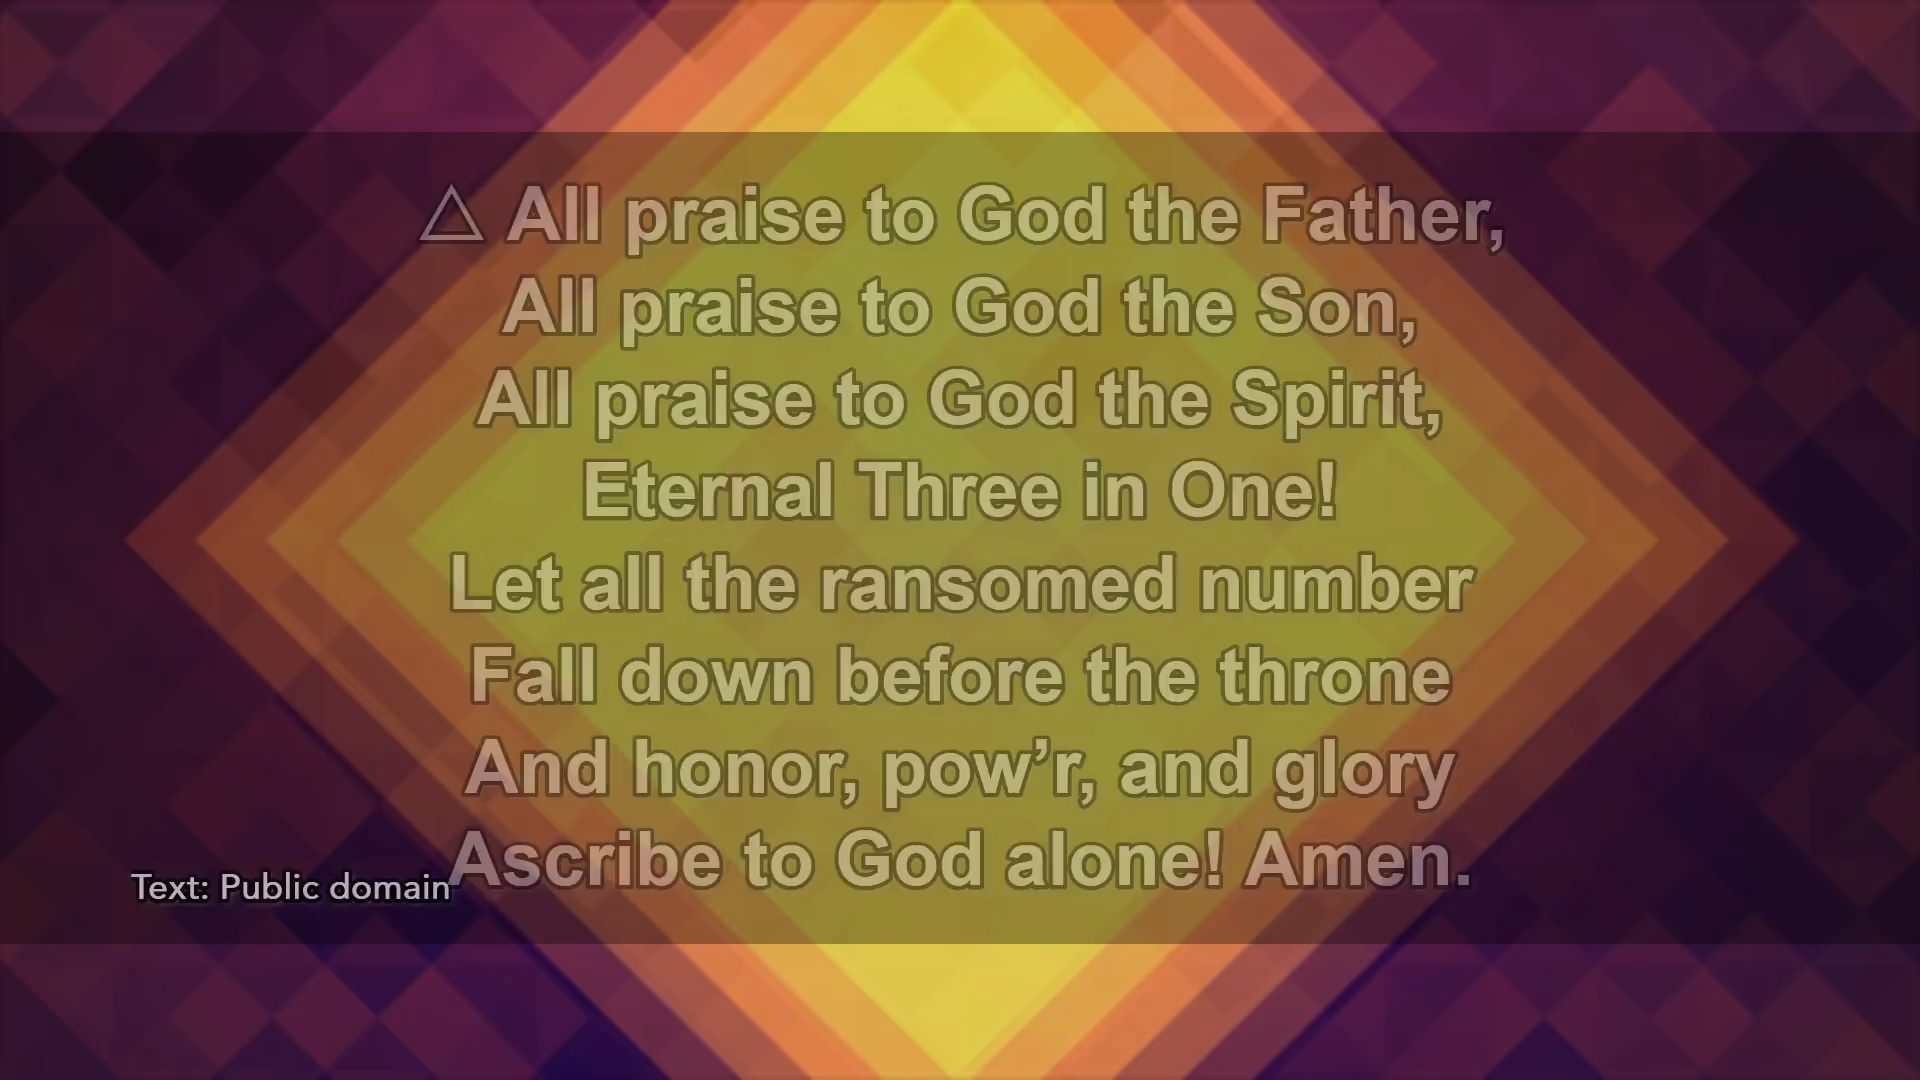 △ All praise to God the Father,
All praise to God the Son,
All praise to God the Spirit,
Eternal Three in One!
Let all the ransomed number
Fall down before the throne
And honor, pow’r, and glory
Ascribe to God alone! Amen.
Text: Public domain